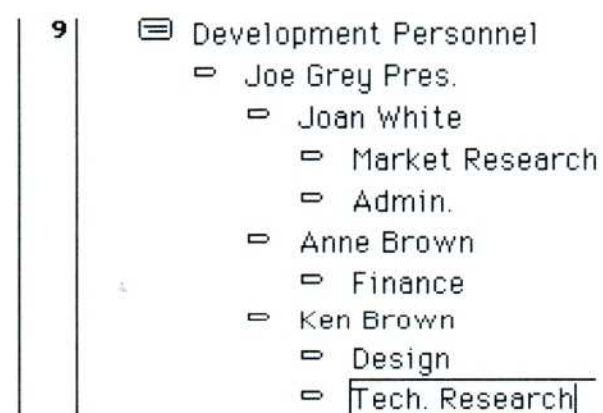 9 Development Personnel
Joe Grey Pres.
Joan White
Market Research
Admin.
Anne Brown
Finance
Ken Brown
Design
Tech. Research